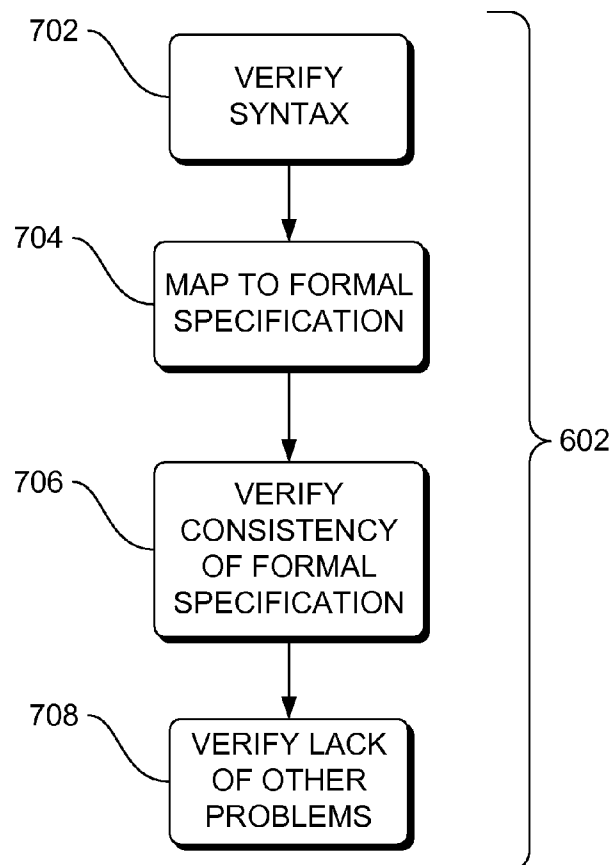 702
VERIFY
SYNTAX
704
MAP TO FORMAL
SPECIFICATION
602
706
VERIFY
CONSISTENCY
OF FORMAL
SPECIFICATION
708
VERIFY LACK
OF OTHER
PROBLEMS